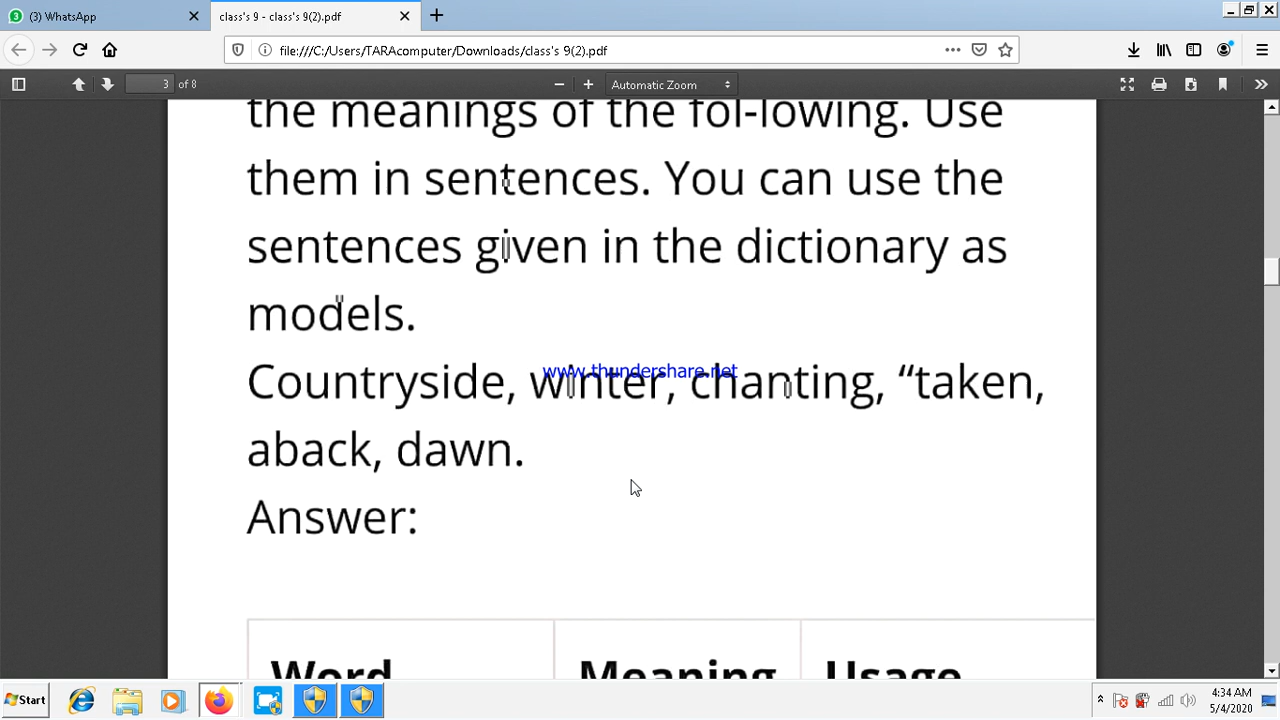 (3) WhatsApp
class's 9 - class's 9(2).pdf
file:///C:/Users/TARAcomputer/Downloads/class's 9(2).pdf
3 of 8
Automatic Zoom
the meanings of the fol-lowing. Use
them in sentences. You can use the
sentences given in the dictionary as
models.
www.thundershare.net
Countryside, winter, chanting, “taken,
aback, dawn.
Answer:
Word Meaning Usage
Start
4:34 AM
5/4/2020